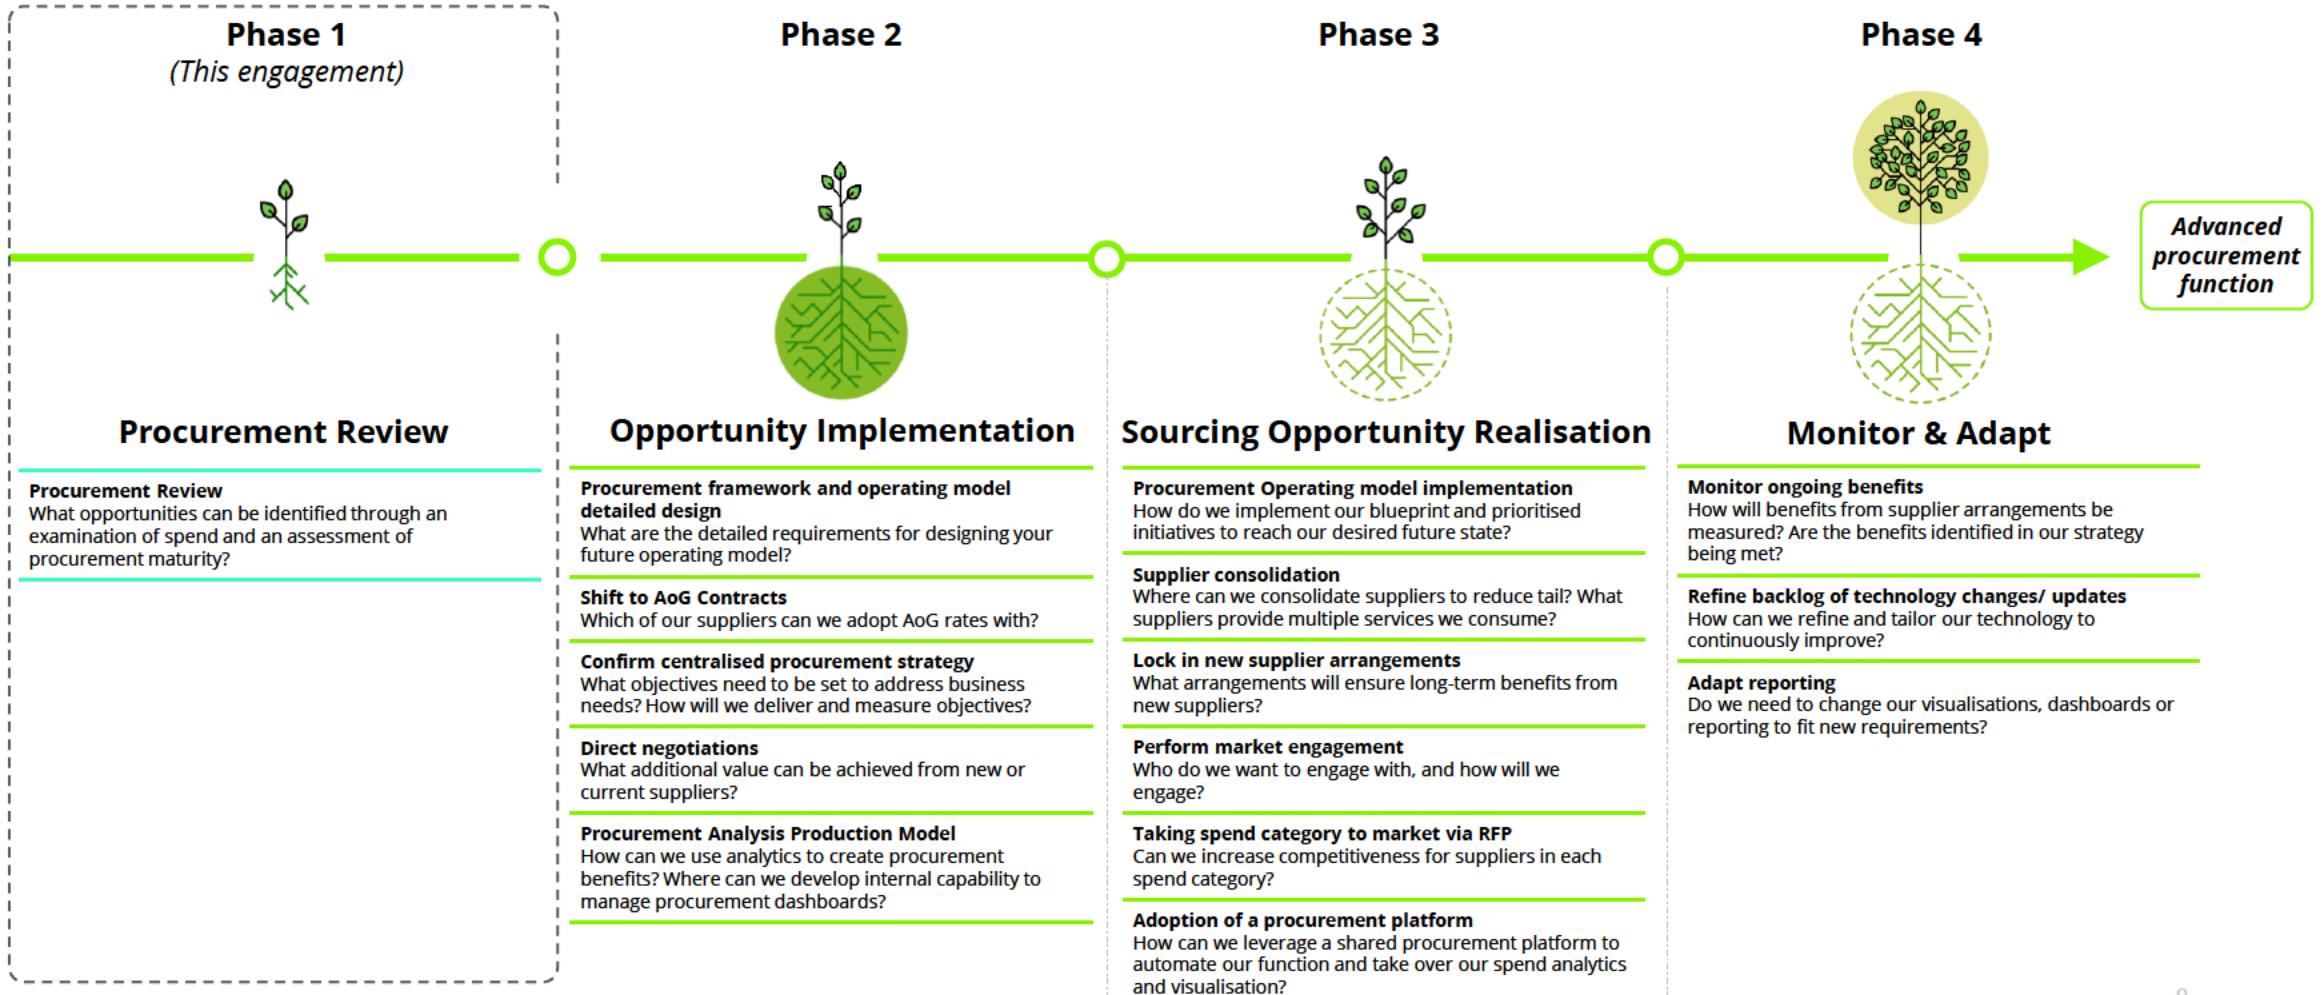 Phase 1
(This engagement)
Procurement Review
Procurement Review
What opportunities can be identified through an
examination of spend and an assessment of
procurement maturity?
Phase 2
Opportunity Implementation
Procurement framework and operating model
detailed design
What are the detailed requirements for designing your
future operating model?
Shift to AoG Contracts
Which of our suppliers can we adopt AoG rates with?
Confirm centralised procurement strategy
What objectives need to be set to address business
needs? How will we deliver and measure objectives?
Direct negotiations
What additional value can be achieved from new or
current suppliers?
Procurement Analysis Production Model
How can we use analytics to create procurement
benefits? Where can we develop internal capability to
manage procurement dashboards?
Phase 3
Sourcing Opportunity Realisation
Procurement Operating model implementation
How do we implement our blueprint and prioritised
initiatives to reach our desired future state?
Supplier consolidation
Where can we consolidate suppliers to reduce tail? What
suppliers provide multiple services we consume?
Lock in new supplier arrangements
What arrangements will ensure long-term benefits from
new suppliers?
Perform market engagement
Who do we want to engage with, and how will we
engage?
Taking spend category to market via RFP
Can we increase competitiveness for suppliers in each
spend category?
Adoption of a procurement platform
How can we leverage a shared procurement platform to
automate our function and take over our spend analytics
and visualisation?
Phase 4
Monitor & Adapt
Monitor ongoing benefits
How will benefits from supplier arrangements be
measured? Are the benefits identified in our strategy
being met?
Refine backlog of technology changes/ updates
How can we refine and tailor our technology to
continuously improve?
Adapt reporting
Do we need to change our visualisations, dashboards or
reporting to fit new requirements?
Advanced
procurement
function